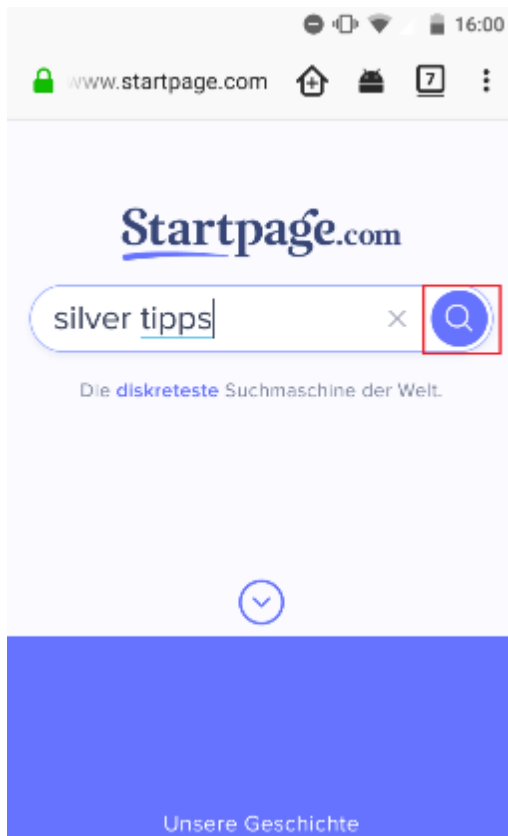 16:00
www.startpage.com
7
Startpage.com
silver tipps
Die diskreteste Suchmaschine der Welt.
Unsere Geschichte